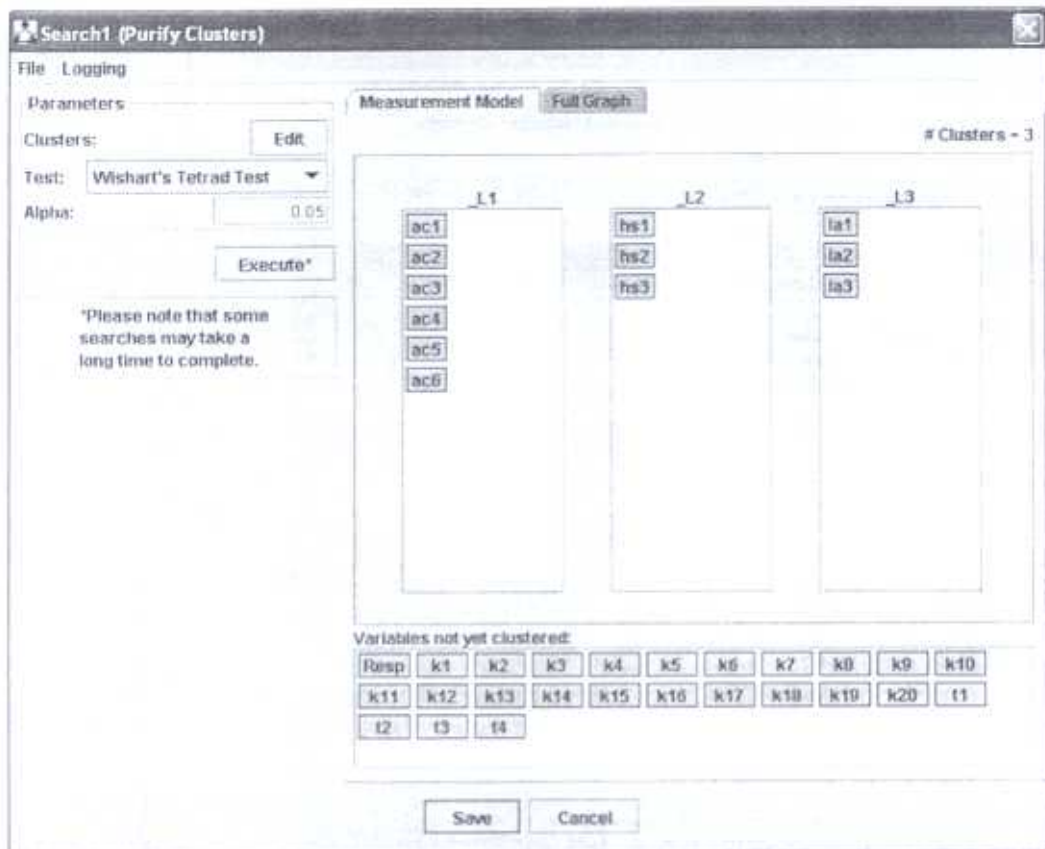 Search1 (Purify Clusters)
File Logging
Parameters
Clusters:
Edit
Test:
Wishart's Tetrad Test
Alpha:
0.05
Execute*
*Please note that some
searches may take a
long time to complete.
Measurement Model
Full Graph
# Clusters = 3
_L1
ac1
ac2
ac3
ac4
ac5
ac6
_L2
hs1
hs2
hs3
_L3
la1
la2
la3
Variables not yet clustered:
Resp k1 k2 k3 k4 k5 k6 k7 k8 k9 k10
k11 k12 k13 k14 k15 k16 k17 k18 k19 k20 t1
t2 t3 t4
Save
Cancel